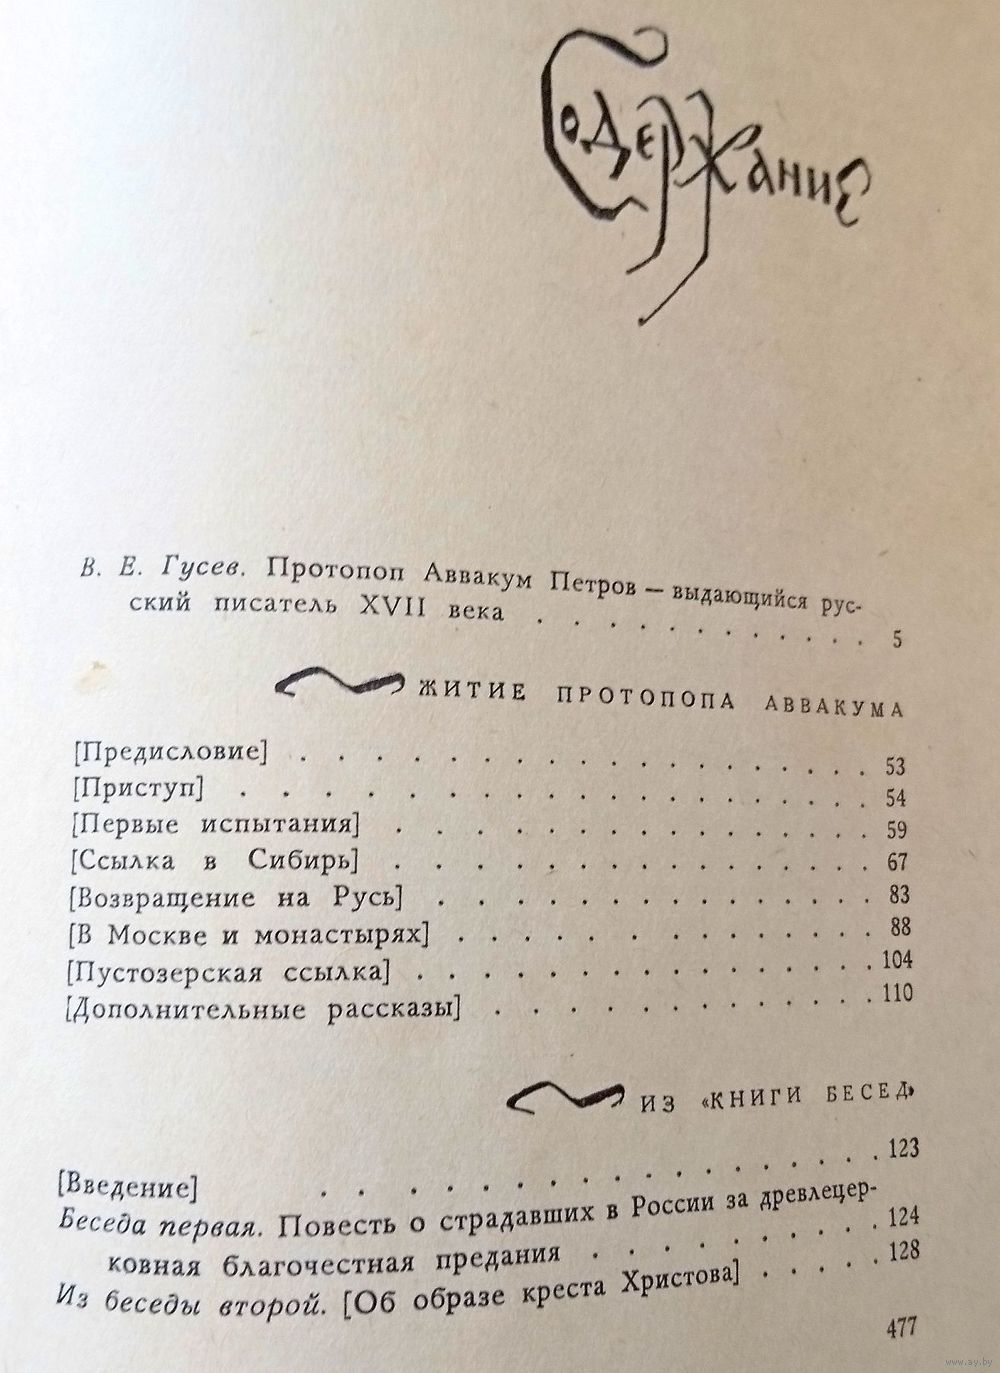 Содержание
В. Е. Гусев. Протопоп Аввакум Петров — выдающийся рус-
ский писатель XVII века . . . . . . . . . . . . 5
ЖИТИЕ ПРОТОПОПА АВВАКУМА
[Предисловие] . . . . . . . . . . . . . . . . . 53
[Приступ] . . . . . . . . . . . . . . . . . . 54
[Первые испытания] . . . . . . . . . . . . . . 59
[Ссылка в Сибирь] . . . . . . . . . . . . . . 67
[Возвращение на Русь] . . . . . . . . . . . . . 83
[В Москве и монастырях] . . . . . . . . . . . . 88
[Пустозерская ссылка] . . . . . . . . . . . . . 104
[Дополнительные рассказы] . . . . . . . . . . . 110
ИЗ «КНИГИ БЕСЕД»
[Введение] . . . . . . . . . . . . . . . 123
Беседа первая. Повесть о страдавших в России за древлецер-
ковная благочестная предания . . . . . . . . . 124
Из беседы второй. [Об образе креста Христова] . . . . . 128
477
www.ay.by